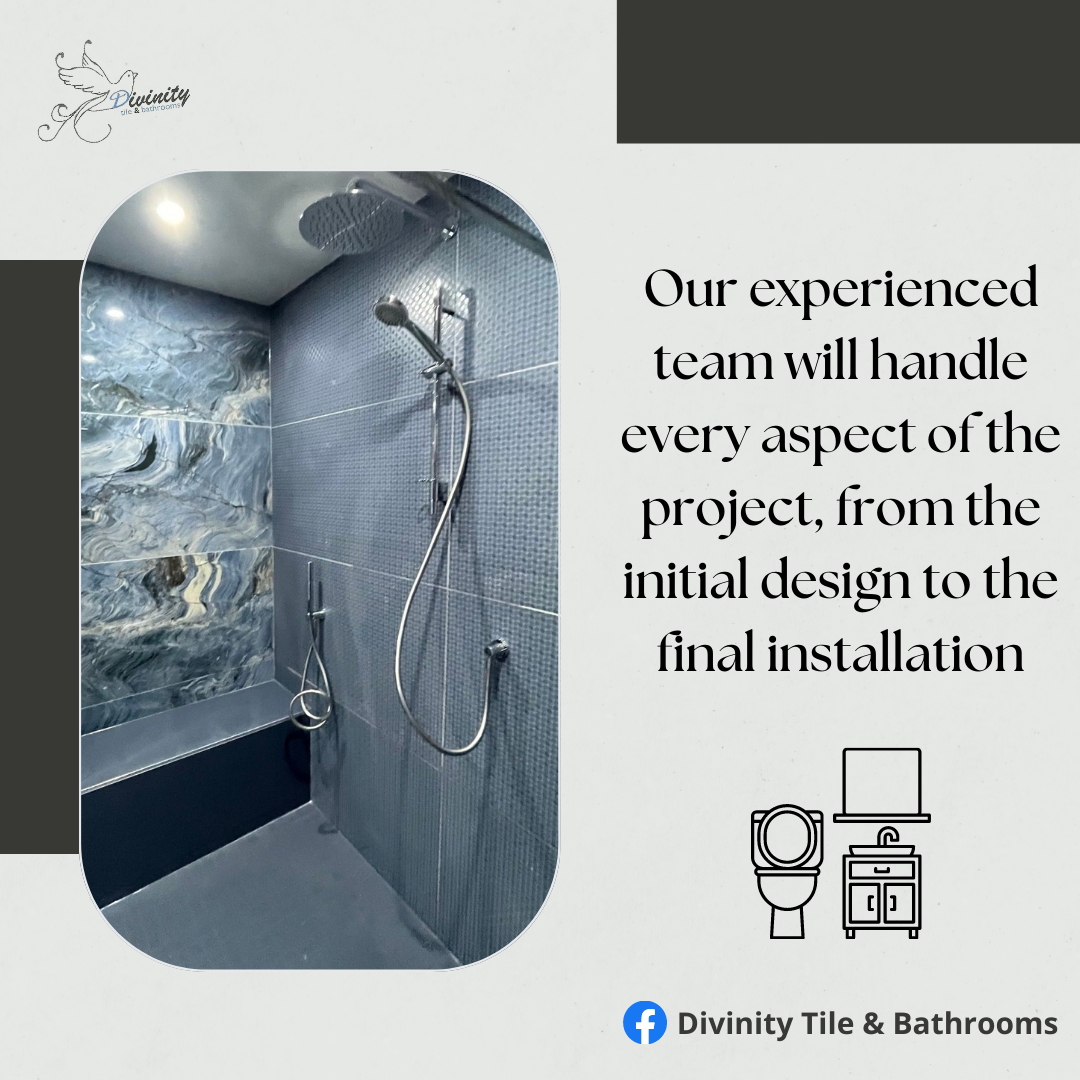 Divinity
tile & bathrooms
Our experienced
team will handle
every aspect of the
project, from the
initial design to the
final installation
Divinity Tile & Bathrooms